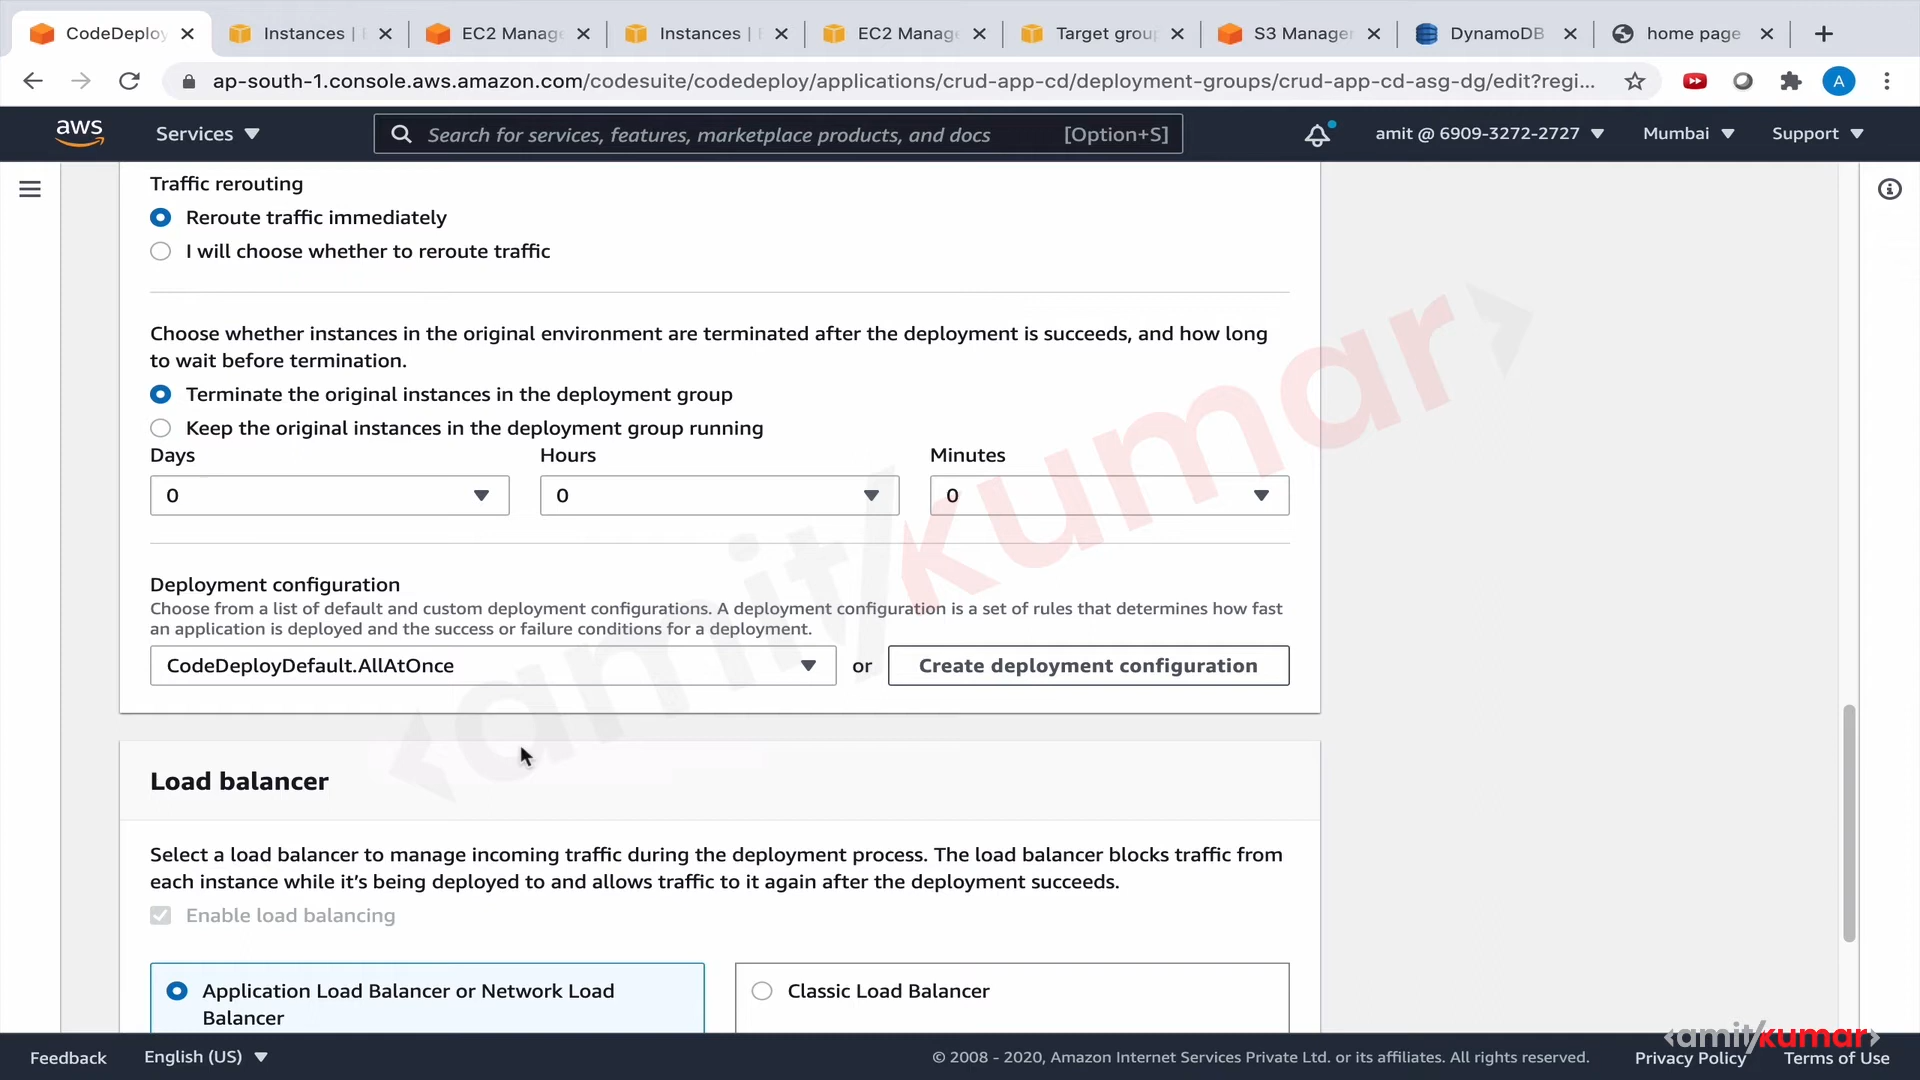 CodeDeploy
Instances |
EC2 Manag
Instances |
EC2 Manag
Target grou
S3 Manager
DynamoDB
home page
ap-south-1.console.aws.amazon.com/codesuite/codedeploy/applications/crud-app-cd/deployment-groups/crud-app-cd-asg-dg/edit?regi...
A
aws
Services
Search for services, features, marketplace products, and docs
[Option+S]
amit @ 6909-3272-2727
Mumbai
Support
Traffic rerouting
Reroute traffic immediately
I will choose whether to reroute traffic
Choose whether instances in the original environment are terminated after the deployment is succeeds, and how long
to wait before termination.
Terminate the original instances in the deployment group
Keep the original instances in the deployment group running
Days
Hours
Minutes
0
0
0
Deployment configuration
Choose from a list of default and custom deployment configurations. A deployment configuration is a set of rules that determines how fast
an application is deployed and the success or failure conditions for a deployment.
CodeDeployDefault.AllAtOnce
or
Create deployment configuration
<amit/kumar>
Load balancer
Select a load balancer to manage incoming traffic during the deployment process. The load balancer blocks traffic from
each instance while it’s being deployed to and allows traffic to it again after the deployment succeeds.
Enable load balancing
Application Load Balancer or Network Load
Balancer
Classic Load Balancer
<amit/kumar>
Feedback
English (US)
© 2008 - 2020, Amazon Internet Services Private Ltd. or its affiliates. All rights reserved.
Privacy Policy
Terms of Use